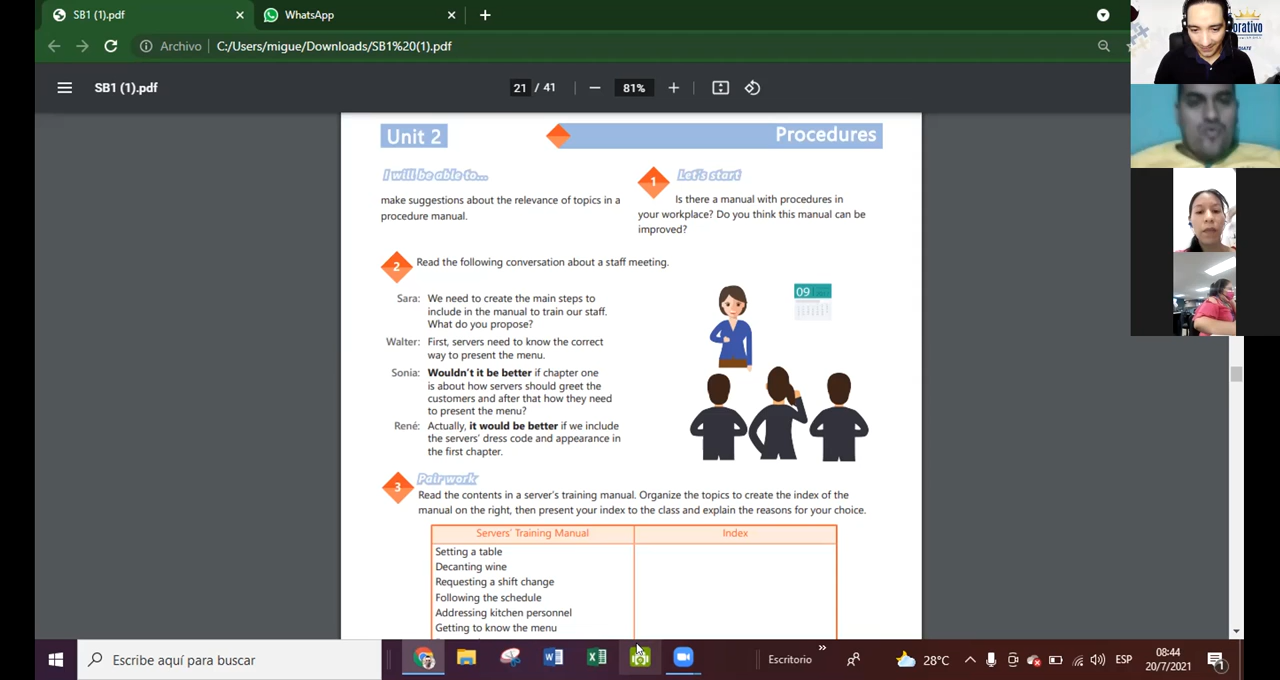 SB1 (1).pdf
WhatsApp
Archivo C:/Users/migue/Downloads/SB1%20(1).pdf
orativo
SB1 (1).pdf
21 / 41
81%
Unit 2
Procedures
I will be able to...
make suggestions about the relevance of topics in a
procedure manual.
1 Let's start
Is there a manual with procedures in
your workplace? Do you think this manual can be
improved?
2 Read the following conversation about a staff meeting.
Sara: We need to create the main steps to
include in the manual to train our staff.
What do you propose?
Walter: First, servers need to know the correct
way to present the menu.
Sonia: Wouldn't it be better if chapter one
is about how servers should greet the
customers and after that how they need
to present the menu?
René: Actually, it would be better if we include
the servers' dress code and appearance in
the first chapter.
09
3 Pair work
Read the contents in a server's training manual. Organize the topics to create the index of the
manual on the right, then present your index to the class and explain the reasons for your choice.
Servers' Training Manual Index
Setting a table
Decanting wine
Requesting a shift change
Following the schedule
Addressing kitchen personnel
Getting to know the menu
Escribe aquí para buscar
Escritorio
28°C
ESP
08:44
20/7/2021
1